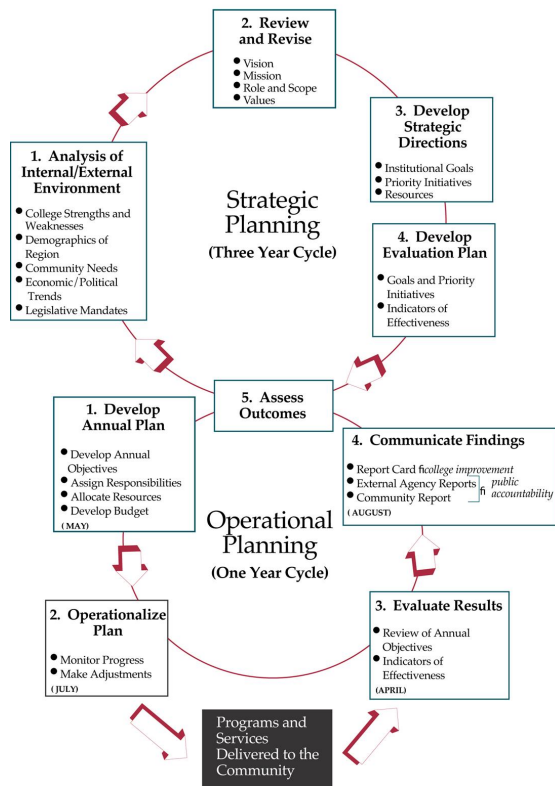 2. Review
and Revise
● Vision
● Mission
● Role and Scope
● Values
3. Develop
Strategic
Directions
● Institutional Goals
● Priority Initiatives
● Resources
1. Analysis of
Internal/External
Environment
● College Strengths and
Weaknesses
● Demographics of
Region
● Community Needs
● Economic/Political
Trends
● Legislative Mandates
Strategic
Planning
(Three Year Cycle)
4. Develop
Evaluation Plan
● Goals and Priority
Initiatives
● Indicators of
Effectiveness
5. Assess
Outcomes
1. Develop
Annual Plan
● Develop Annual
Objectives
● Assign Responsibilities
● Allocate Resources
● Develop Budget
(MAY)
4. Communicate Findings
● Report Card ficollege improvement
● External Agency Reports
● Community Report
fi public
accountability
(AUGUST)
Operational
Planning
(One Year Cycle)
2. Operationalize
Plan
● Monitor Progress
● Make Adjustments
(JULY)
3. Evaluate Results
● Review of Annual
Objectives
● Indicators of
Effectiveness
(APRIL)
Programs and
Services
Delivered to the
Community